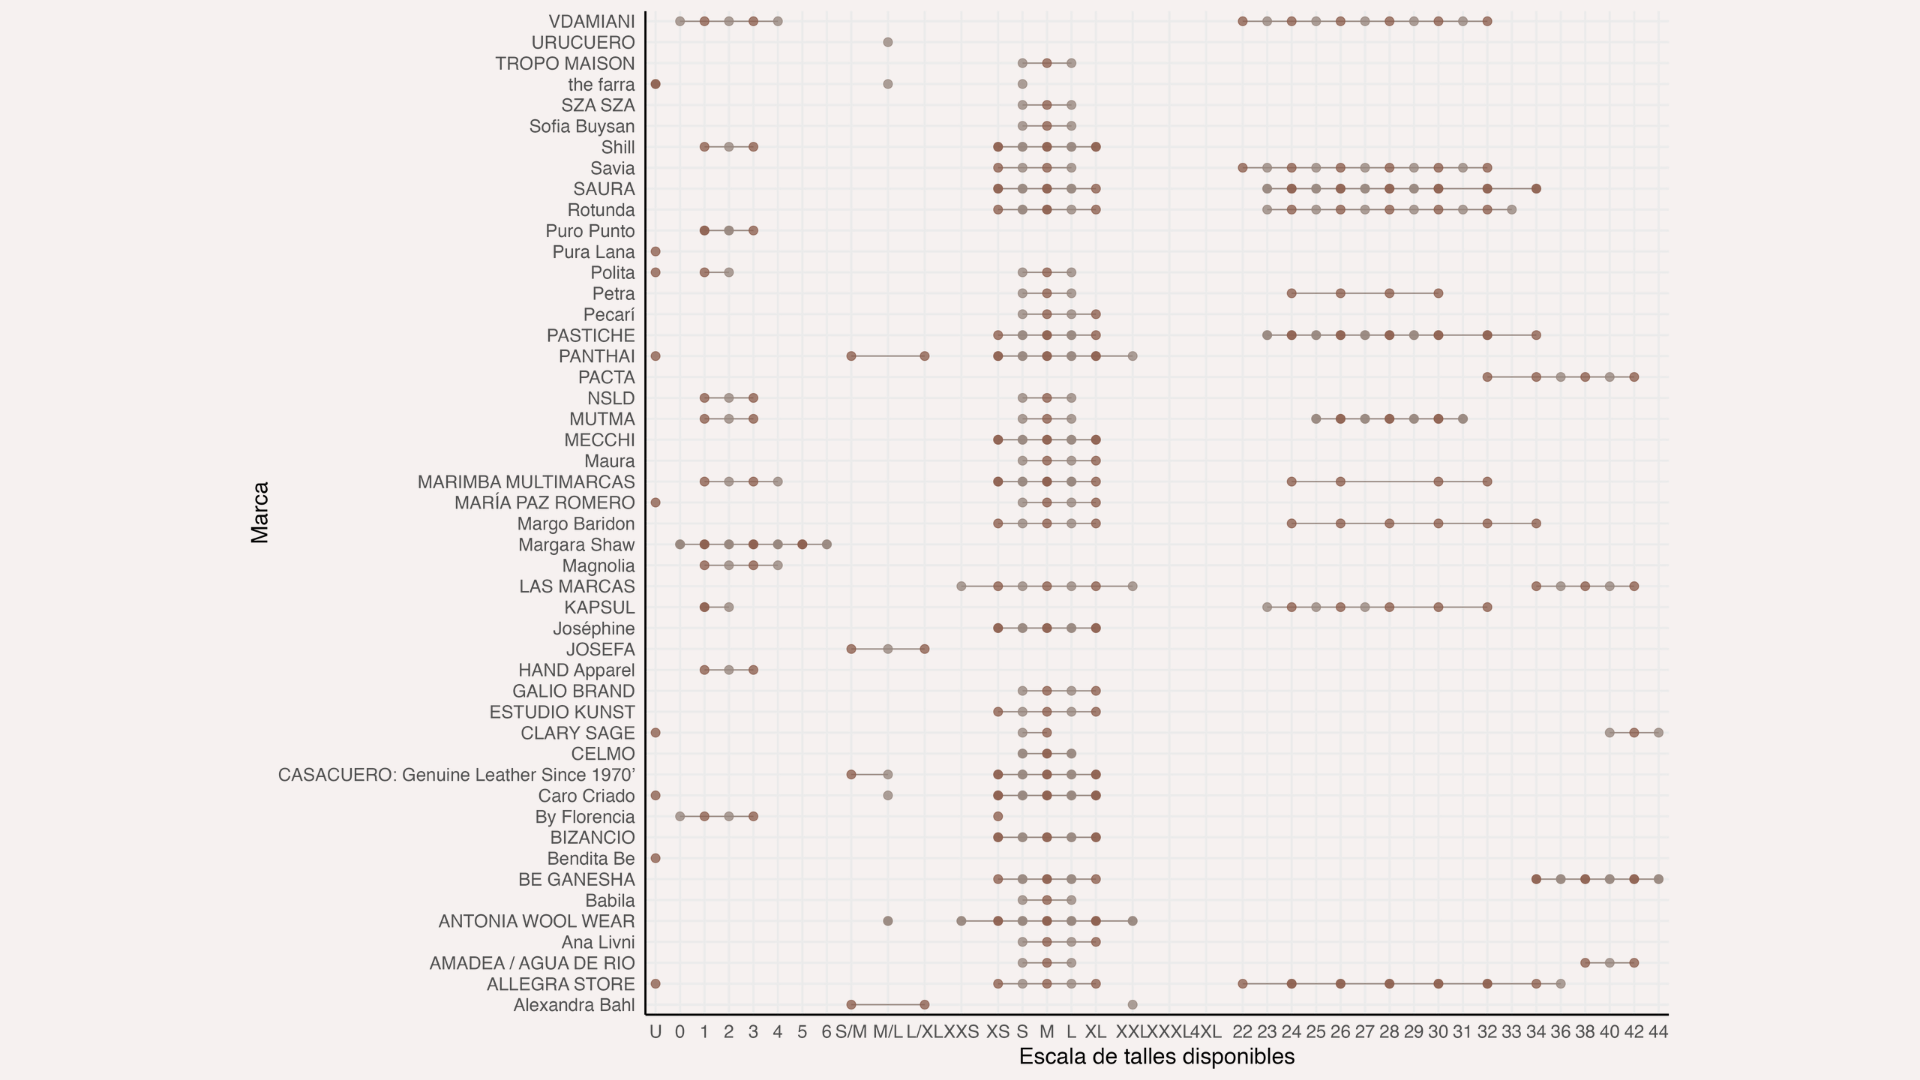 VDAMIANI
URUCUERO
TROPO MAISON
the farra
SZA SZA
Sofia Buysan
Shill
Savia
SAURA
Rotunda
Puro Punto
Pura Lana
Polita
Petra
Pecarí
PASTICHE
PANTHAI
PACTA
NSLD
MUTMA
MECCHI
Maura
MARIMBA MULTIMARCAS
MARÍA PAZ ROMERO
Margo Baridon
Margara Shaw
Magnolia
LAS MARCAS
KAPSUL
Joséphine
JOSEFA
HAND Apparel
GALIO BRAND
ESTUDIO KUNST
CLARY SAGE
CELMO
CASACUERO: Genuine Leather Since 1970’
Caro Criado
By Florencia
BIZANCIO
Bendita Be
BE GANESHA
Babila
ANTONIA WOOL WEAR
Ana Livni
AMADEA / AGUA DE RIO
ALLEGRA STORE
Alexandra Bahl
Marca
U 0 1 2 3 4 5 6 S/M M/L L/XL XXS XS S M L XL XXL XXXL 4XL 22 23 24 25 26 27 28 29 30 31 32 33 34 36 38 40 42 44
Escala de talles disponibles